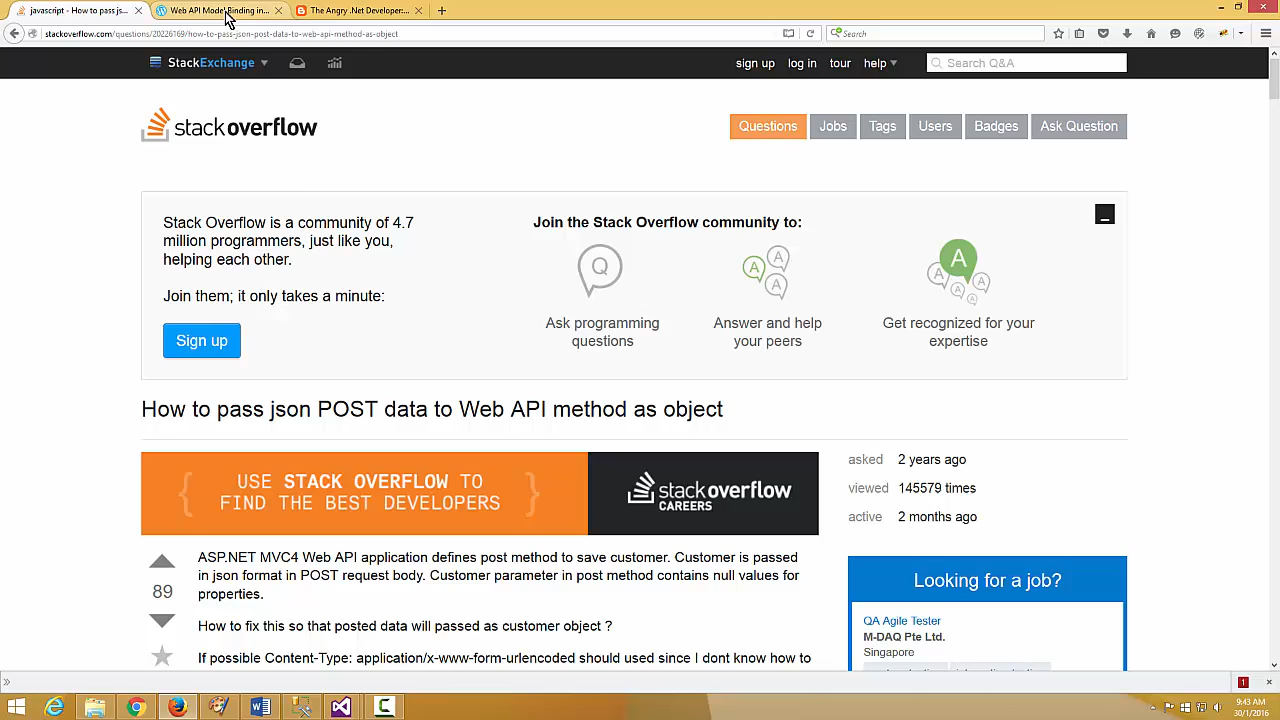 javascript - How to pass js...
Web API Model Binding in...
The Angry .Net Developer:...
stackoverflow.com/questions/20226169/how-to-pass-json-post-data-to-web-api-method-as-object
Search
StackExchange
sign up log in tour help
Search Q&A
stackoverflow
Questions Jobs Tags Users Badges Ask Question
Stack Overflow is a community of 4.7
million programmers, just like you,
helping each other.
Join them; it only takes a minute:
Sign up
Join the Stack Overflow community to:
Q
A A A
A A A A A
Ask programming
questions
Answer and help
your peers
Get recognized for your
expertise
How to pass json POST data to Web API method as object
{ USE STACK OVERFLOW TO
FIND THE BEST DEVELOPERS }
stackoverflow
CAREERS
asked 2 years ago
viewed 145579 times
active 2 months ago
89
ASP.NET MVC4 Web API application defines post method to save customer. Customer is passed
in json format in POST request body. Customer parameter in post method contains null values for
properties.
How to fix this so that posted data will passed as customer object ?
If possible Content-Type: application/x-www-form-urlencoded should used since I dont know how to
Looking for a job?
QA Agile Tester
M-DAQ Pte Ltd.
Singapore
1
9:43 AM
30/1/2016